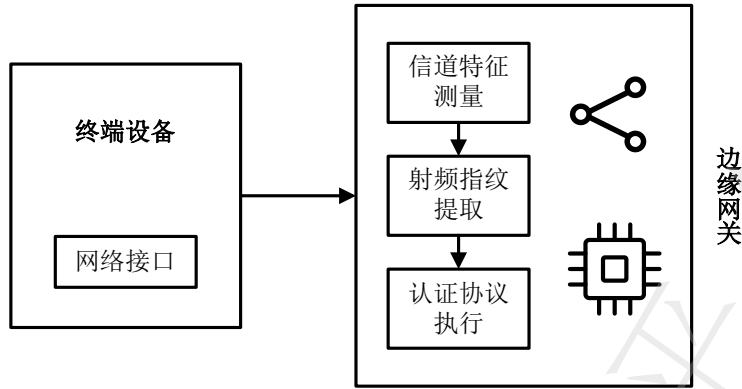 终端设备
网络接口
信道特征
测量
射频指纹
提取
认证协议
执行
边缘网关